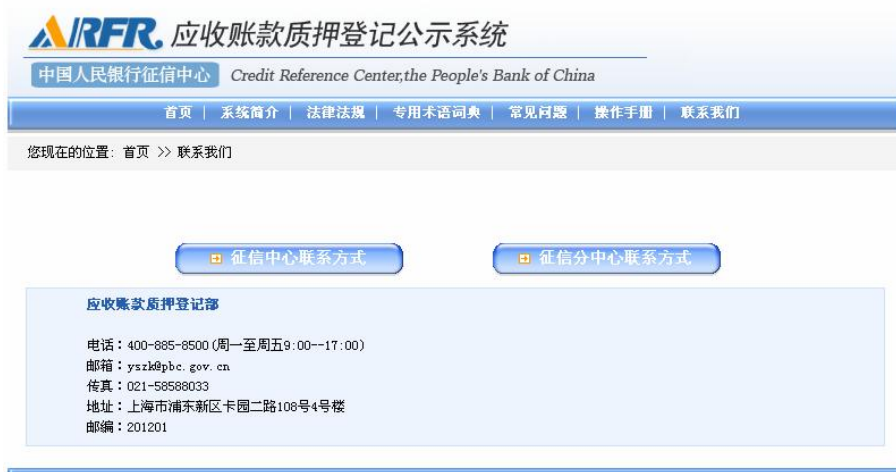 ARFR 应收账款质押登记公示系统
中国人民银行征信中心 Credit Reference Center,the People's Bank of China
首页 | 系统简介 | 法律法规 | 专用术语词典 | 常见问题 | 操作手册 | 联系我们
您现在的位置: 首页 >> 联系我们
征信中心联系方式 征信分中心联系方式
应收账款质押登记部
电话：400-885-8500(周一至周五9:00--17:00)
邮箱：yszk@pbc.gov.cn
传真：021-58588033
地址：上海市浦东新区卡园二路108号4号楼
邮编：201201